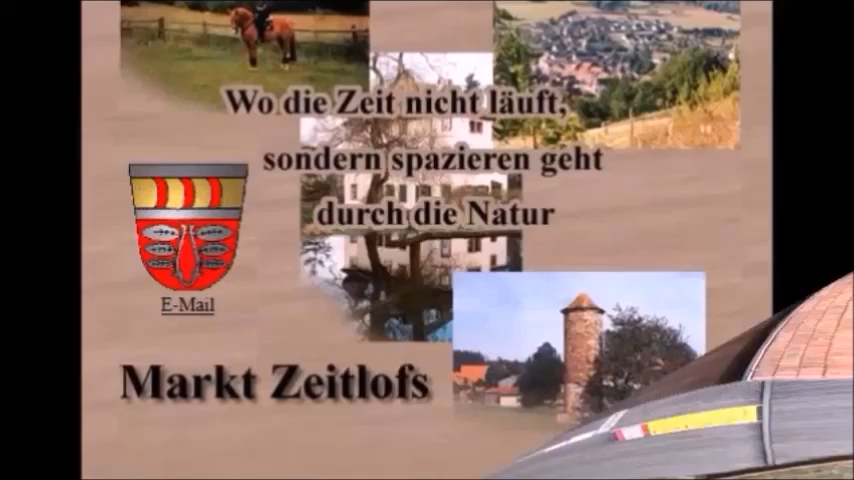 Wo die Zeit nicht läuft,
sondern spazieren geht
durch die Natur
E-Mail
Markt Zeitlofs